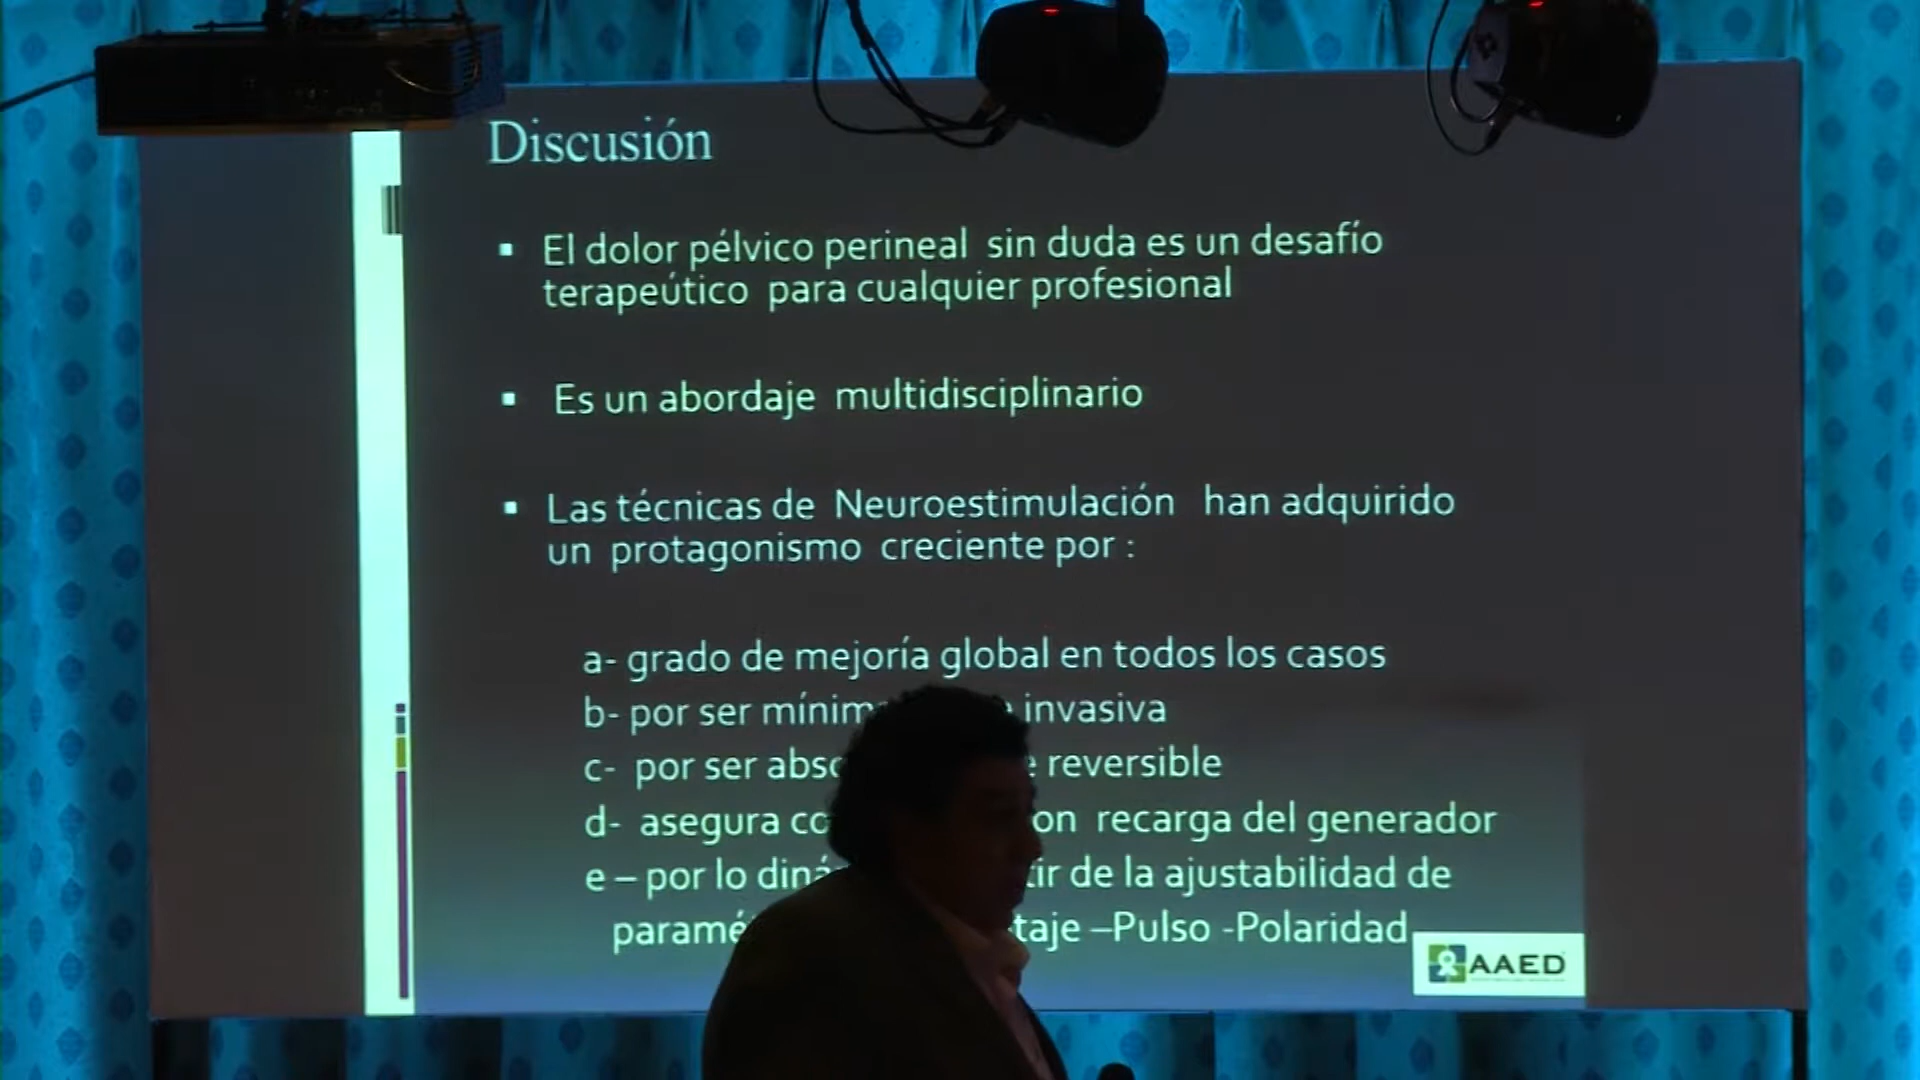 Discusión
▪ El dolor pélvico perineal sin duda es un desafío
terapeútico para cualquier profesional
▪ Es un abordaje multidisciplinario
▪ Las técnicas de Neuroestimulación han adquirido
un protagonismo creciente por :
a- grado de mejoría global en todos los casos
b- por ser invasiva
c- por ser reversible
d- asegura recarga del generador
e – por lo de la ajustabilidad de
–Pulso -Polaridad
AAED